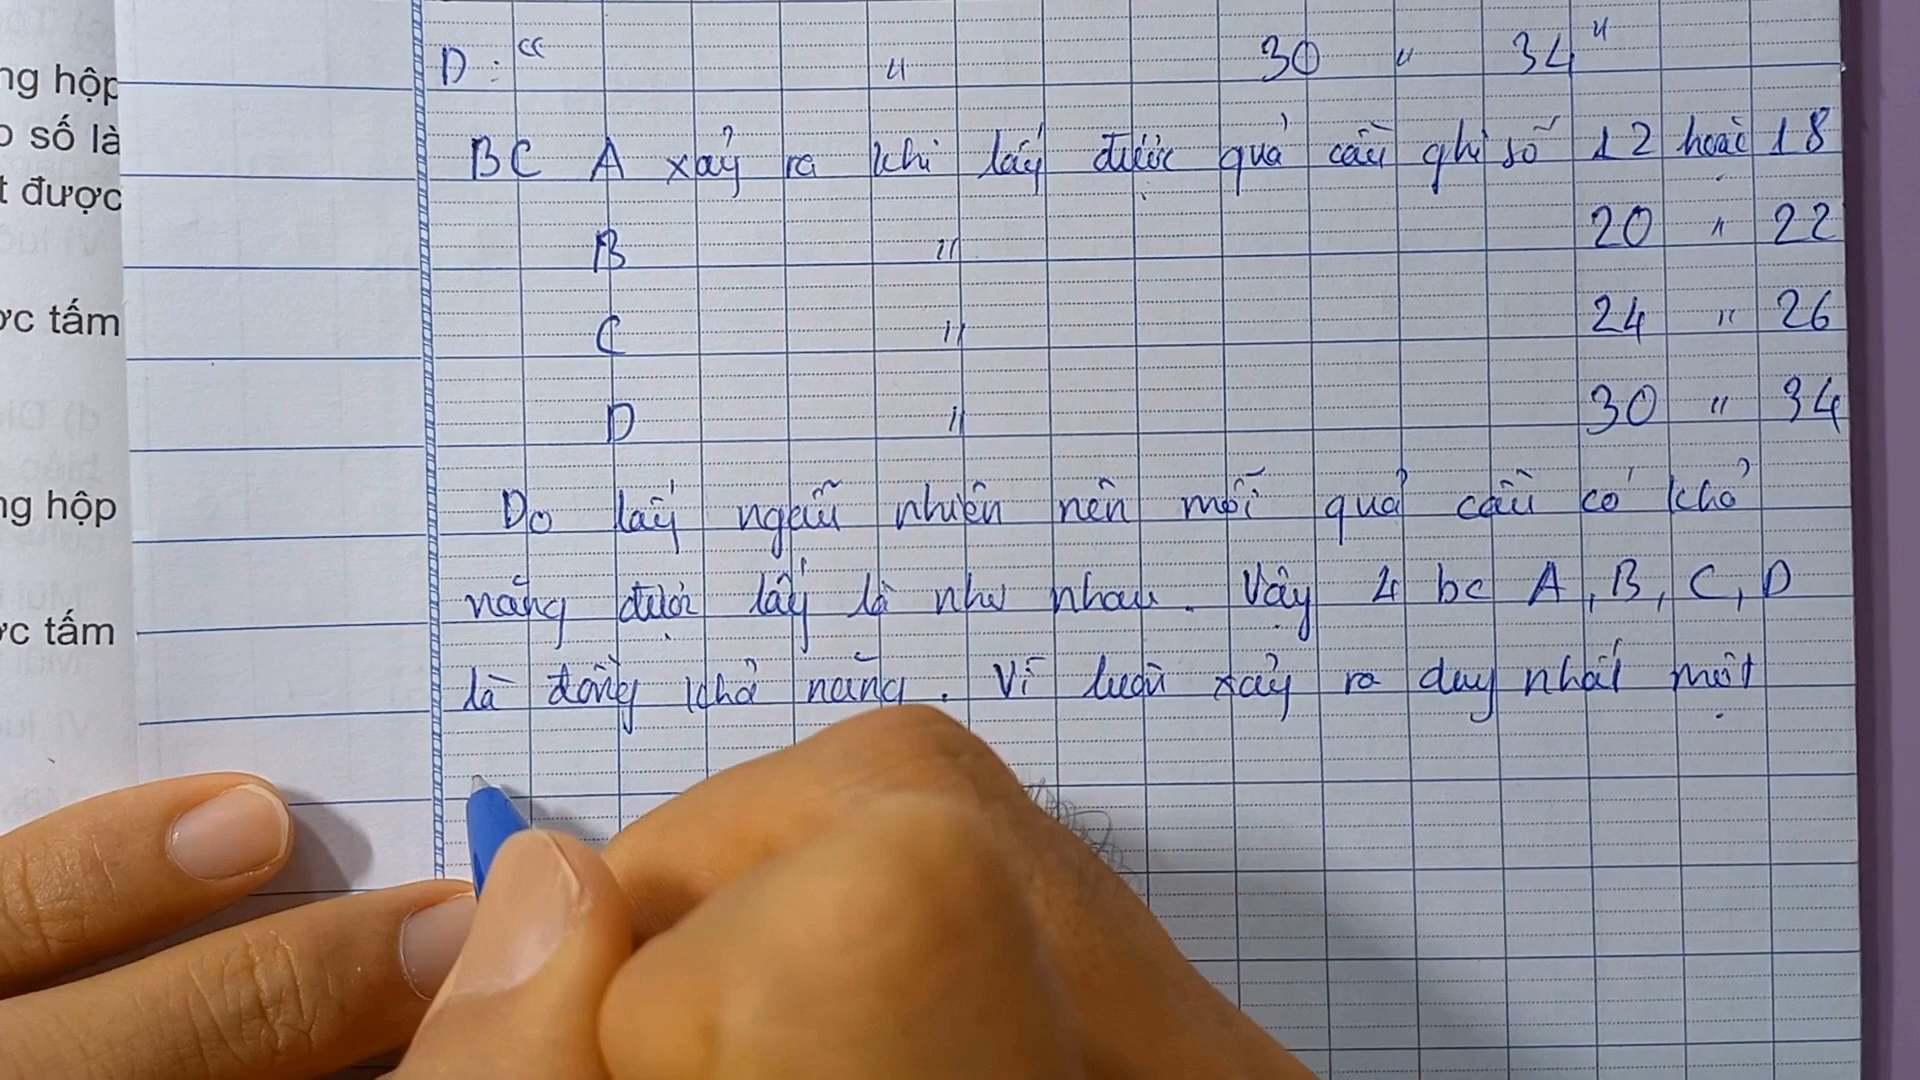 ng hộp
số là
t được
ợc tấm
ng hộp
ợc tấm
D : “ " 30 " 34"
BC A xảy ra khi lấy được quả cầu ghi số 12 hoặc 18
B " 20 " 22
C " 24 " 26
D " 30 " 34
Do lấy ngẫu nhiên nên mỗi quả cầu có khả
năng được lấy là như nhau. Vậy 4 bc A, B, C, D
là đồng khả năng. Vì luôn xảy ra duy nhất một